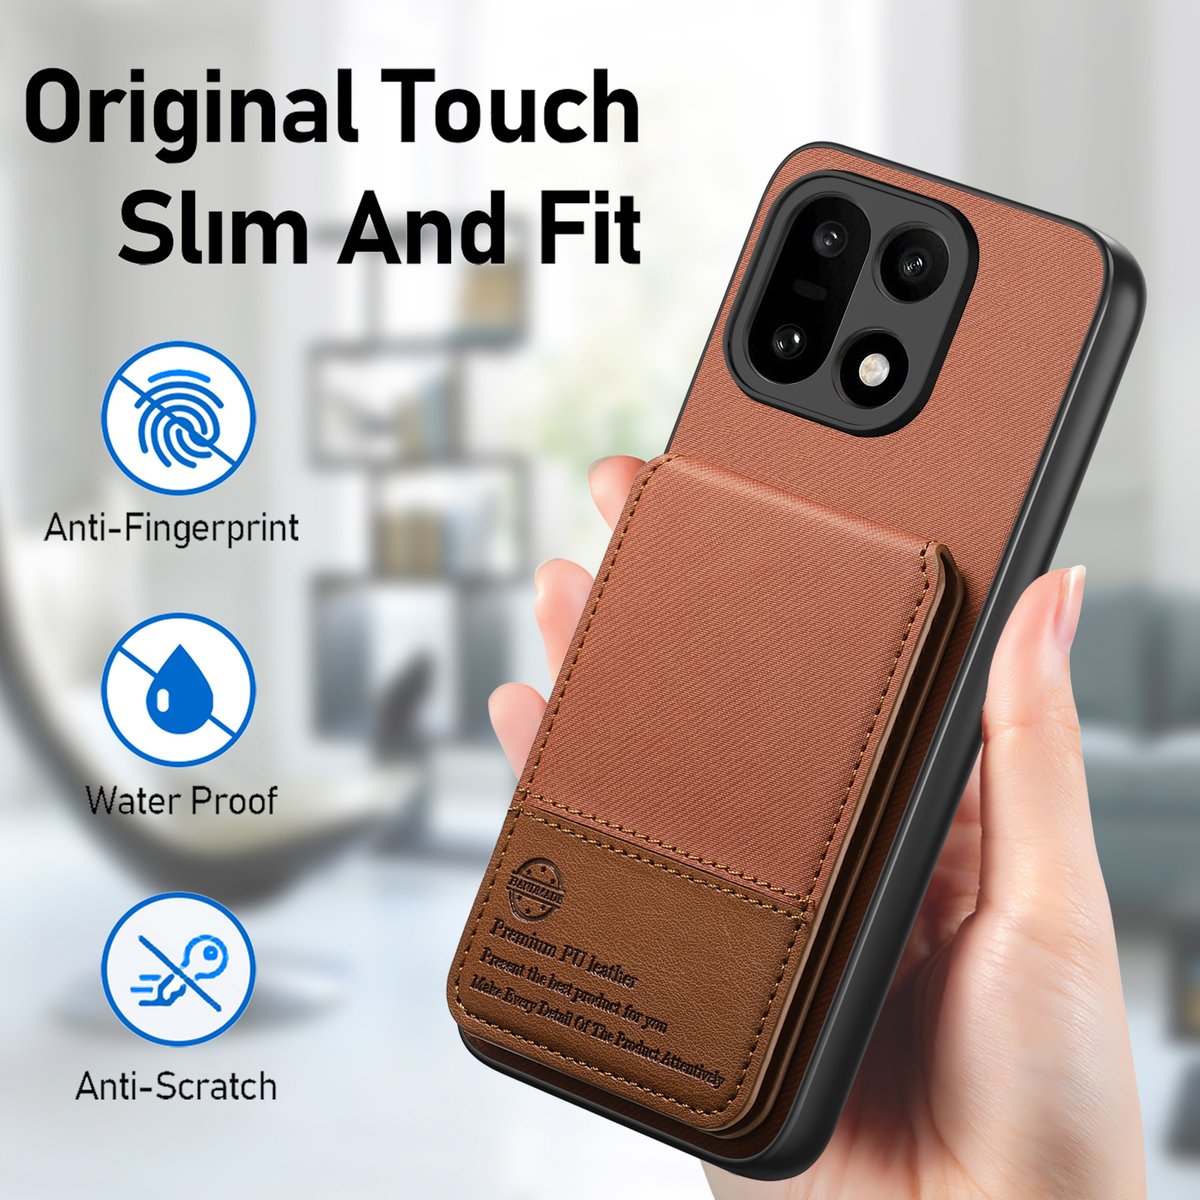 Original Touch
Slım And Fit
Anti-Fingerprint
Water Proof
Anti-Scratch
HANDMADE
Premium PU leather
Present the best product for you
Make Every Detail Of The Product Attentively